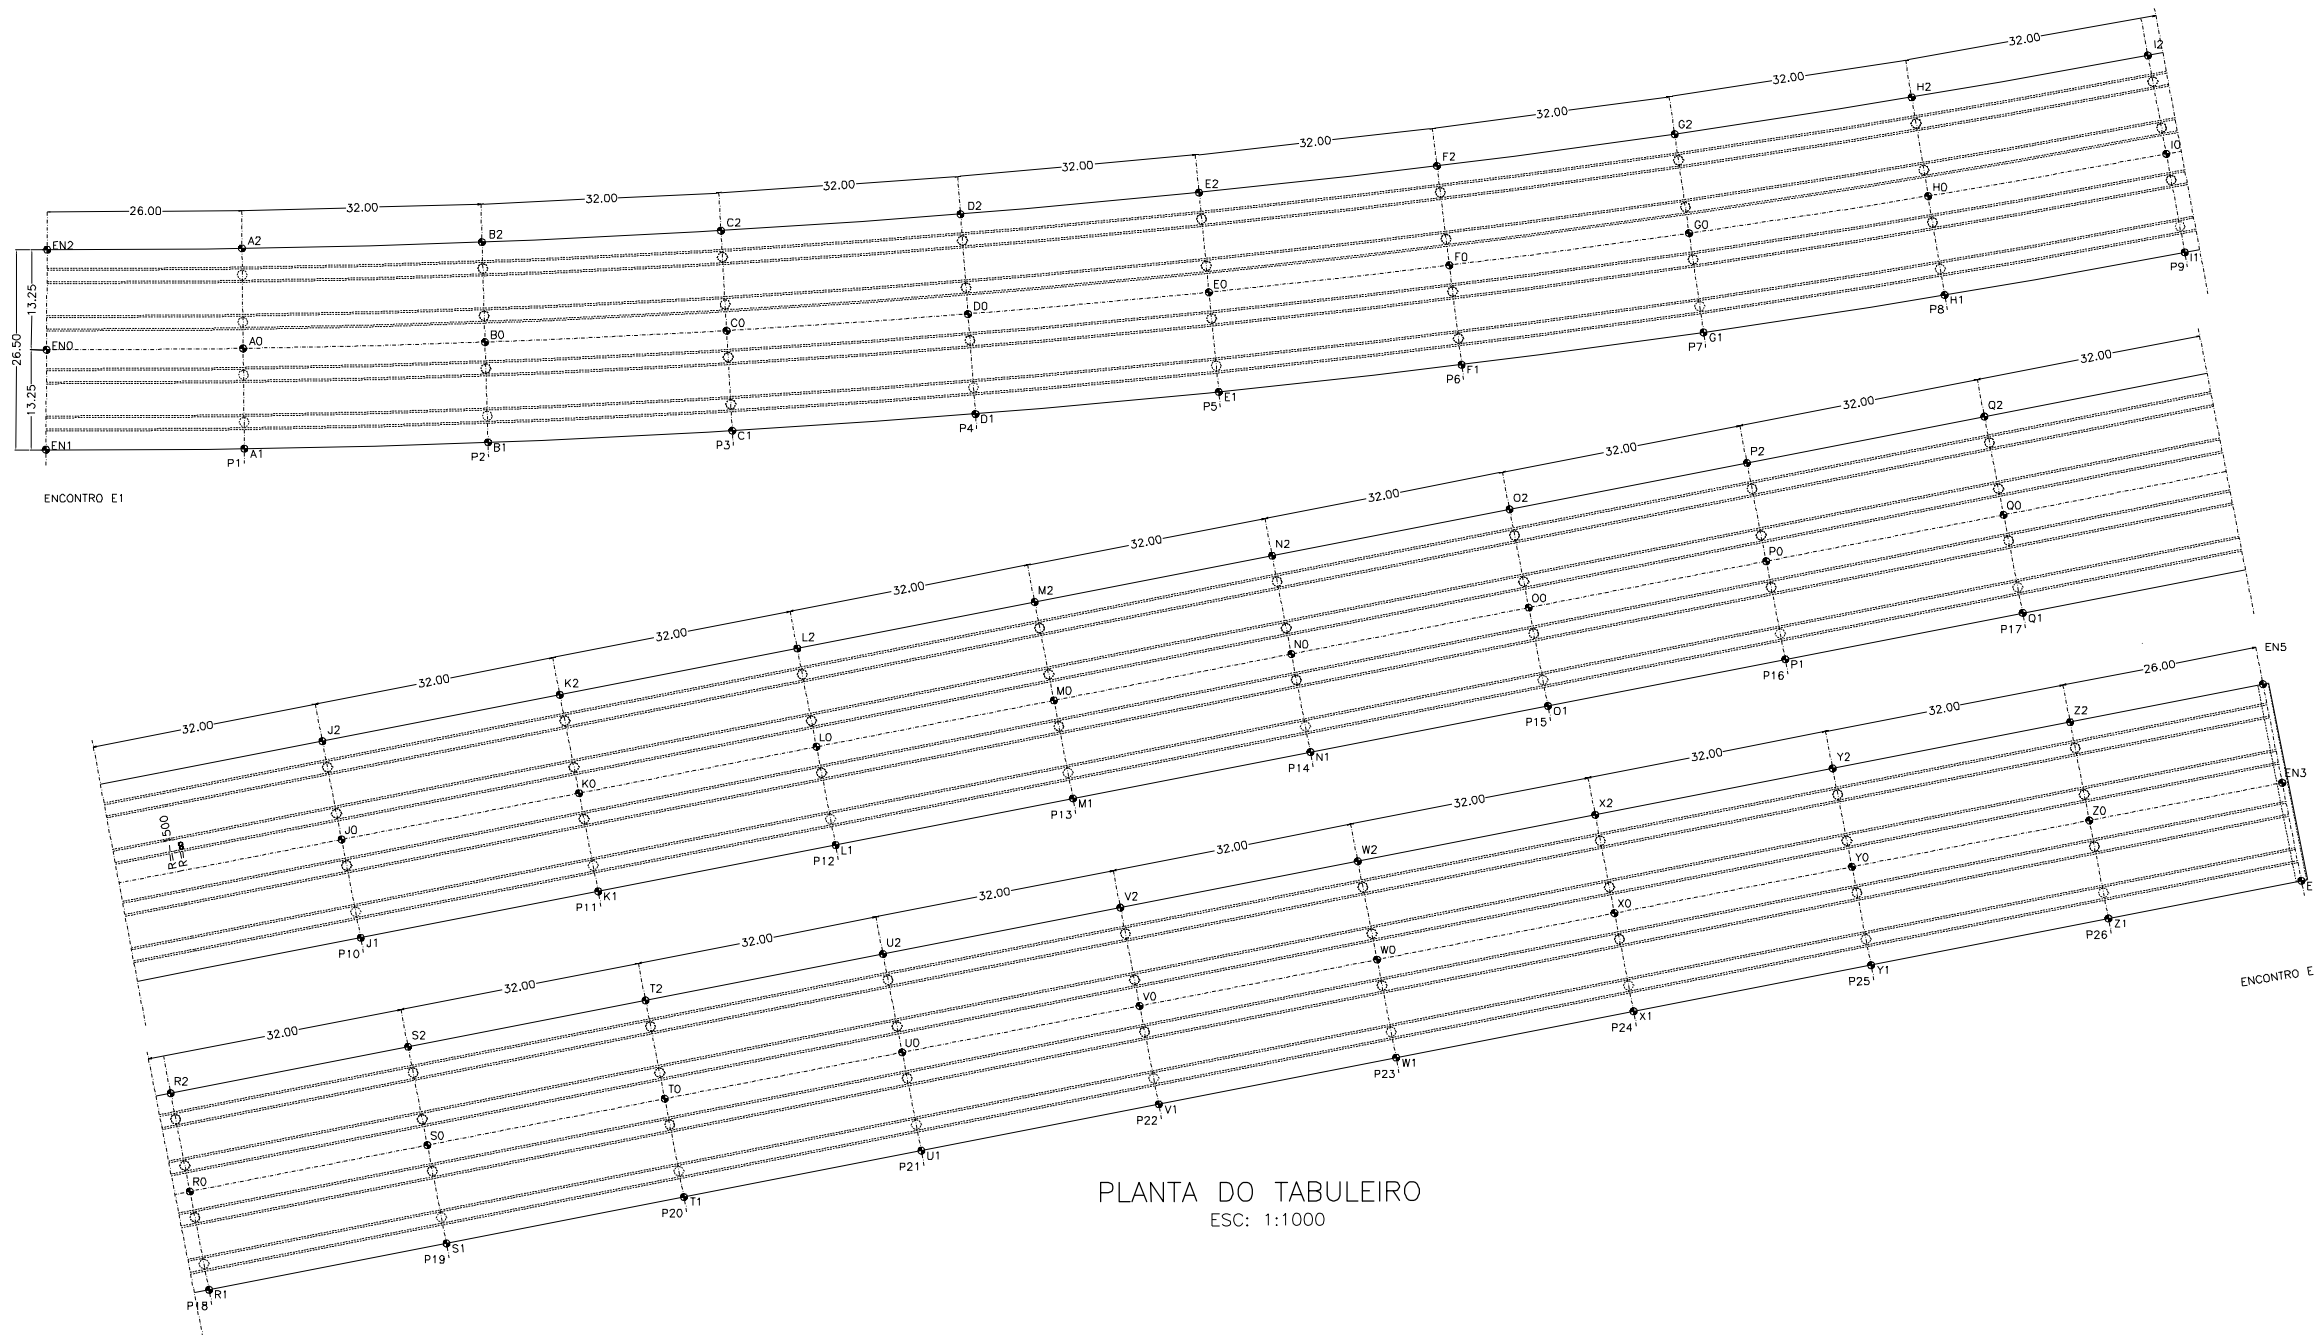 32.00
32.00
32.00
32.00
32.00
32.00
32.00
32.00
26.00
I2
H2
G2
F2
E2
D2
C2
B2
A2
EN2
I0
H0
G0
F0
E0
D0
C0
B0
A0
EN0
13.25
26.50
13.25
P9 I1
P8 H1
P7 G1
P6 F1
P5 E1
P4 D1
P3 C1
P2 B1
P1 A1
EN1
ENCONTRO E1
32.00
32.00
32.00
32.00
32.00
32.00
32.00
32.00
32.00
Q2
P2
O2
N2
M2
L2
K2
J2
Q0
P0
O0
N0
M0
L0
K0
J0
P17 Q1
P16 P1
P15 O1
P14 N1
P13 M1
P12 L1
P11 K1
P10 J1
26.00
32.00
32.00
32.00
32.00
32.00
32.00
32.00
32.00
EN5
Z2
Y2
X2
W2
V2
U2
T2
S2
R2
EN3
Z0
Y0
X0
W0
V0
U0
T0
S0
R0
E
P26 Z1
P25 Y1
P24 X1
P23 W1
P22 V1
P21 U1
P20 T1
P19 S1
P18 R1
ENCONTRO E
PLANTA DO TABULEIRO
ESC: 1:1000